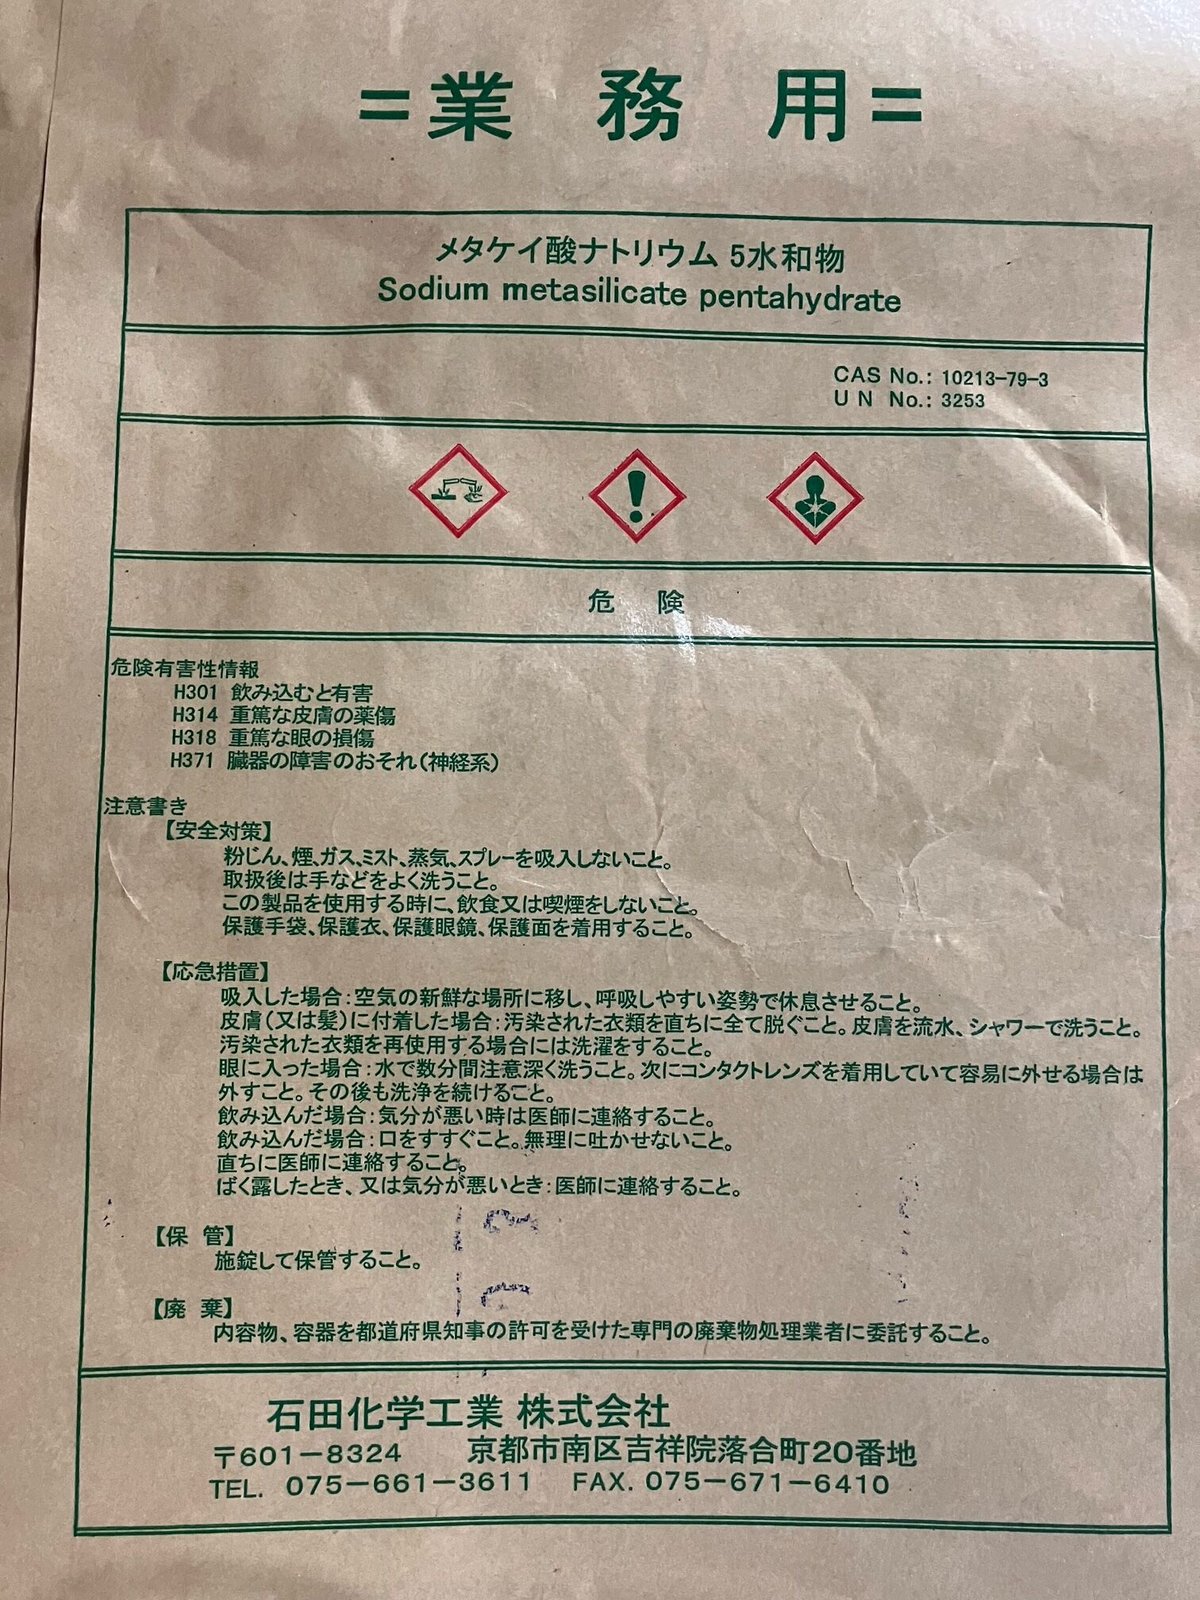 =業 務 用=
メタケイ酸ナトリウム 5水和物
Sodium metasilicate pentahydrate
CAS No.: 10213-79-3
U N No.: 3253
危 険
危険有害性情報
H301 飲み込むと有害
H314 重篤な皮膚の薬傷
H318 重篤な眼の損傷
H371 臓器の障害のおそれ(神経系)
注意書き
【安全対策】
粉じん、煙、ガス、ミスト、蒸気、スプレーを吸入しないこと。
取扱後は手などをよく洗うこと。
この製品を使用する時に、飲食又は喫煙をしないこと。
保護手袋、保護衣、保護眼鏡、保護面を着用すること。
【応急措置】
吸入した場合:空気の新鮮な場所に移し、呼吸しやすい姿勢で休息させること。
皮膚(又は髪)に付着した場合:汚染された衣類を直ちに全て脱ぐこと。皮膚を流水、シャワーで洗うこと。
汚染された衣類を再使用する場合には洗濯をすること。
眼に入った場合:水で数分間注意深く洗うこと。次にコンタクトレンズを着用していて容易に外せる場合は
外すこと。その後も洗浄を続けること。
飲み込んだ場合:気分が悪い時は医師に連絡すること。
飲み込んだ場合:口をすすぐこと。無理に吐かせないこと。
直ちに医師に連絡すること。
ばく露したとき、又は気分が悪いとき:医師に連絡すること。
【保 管】
施錠して保管すること。
【廃 棄】
内容物、容器を都道府県知事の許可を受けた専門の廃棄物処理業者に委託すること。
石田化学工業 株式会社
〒601-8324 京都市南区吉祥院落合町20番地
TEL. 075-661-3611 FAX. 075-671-6410